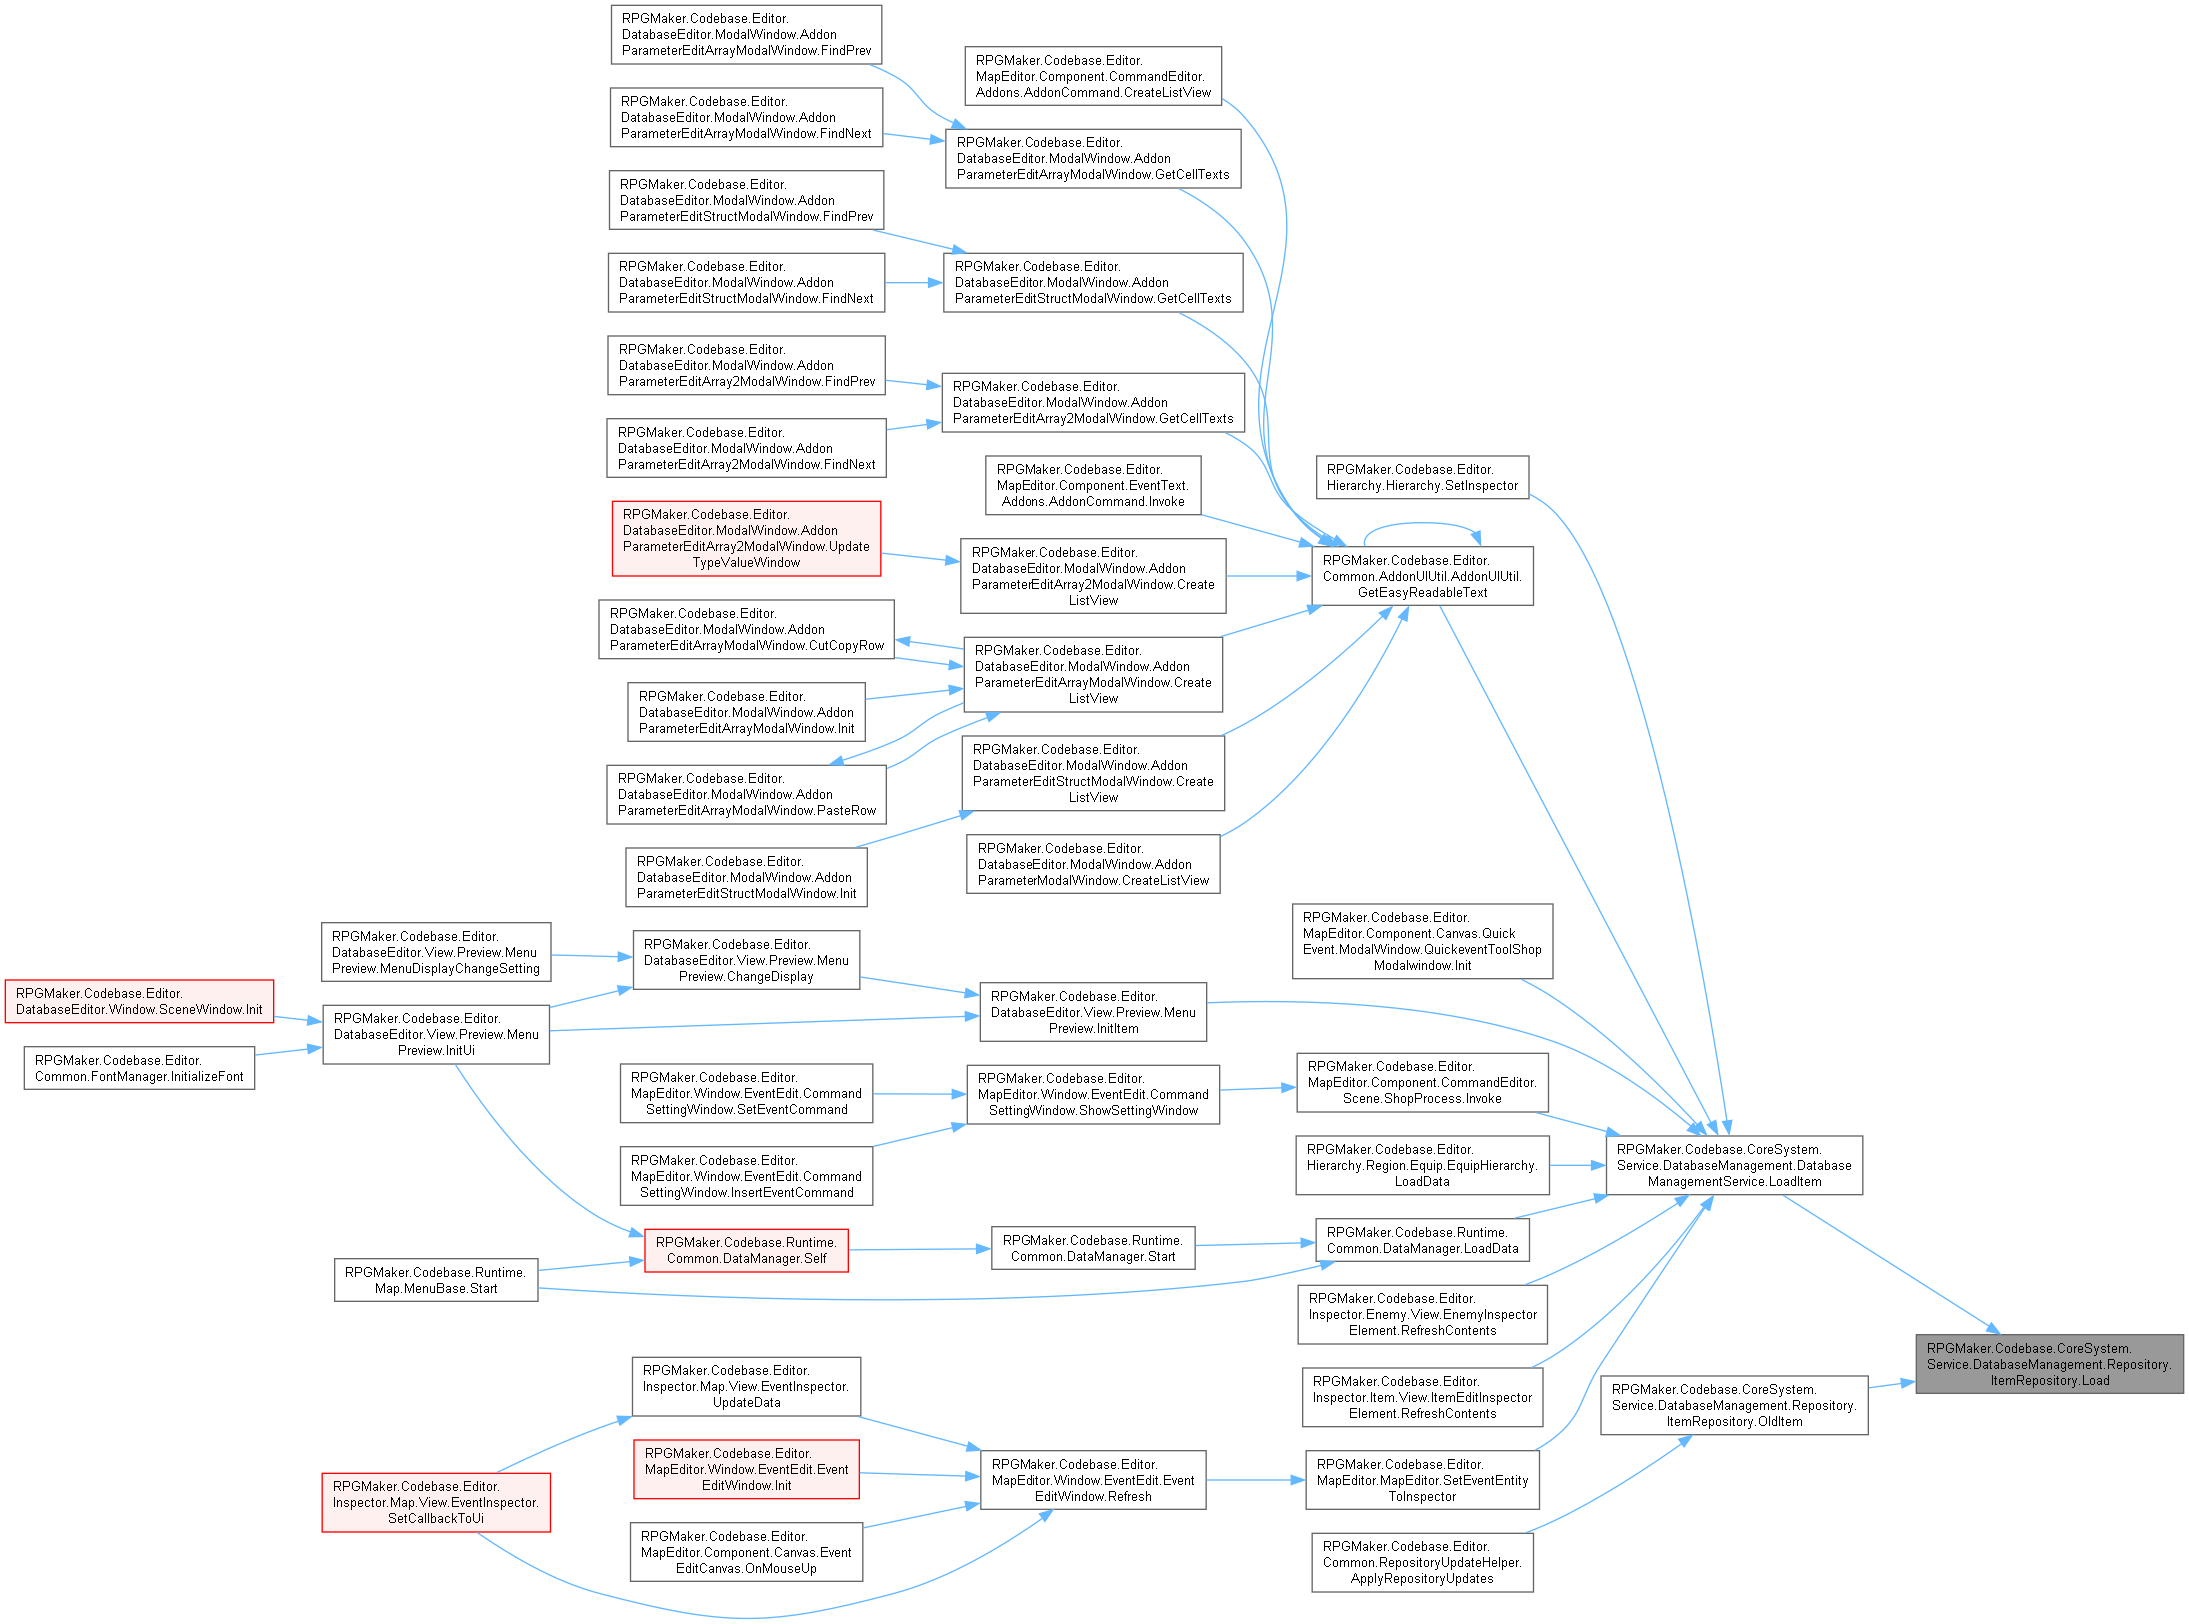 RPGMaker.Codebase.Editor.
DatabaseEditor.ModalWindow.Addon
ParameterEditArrayModalWindow.FindPrev
RPGMaker.Codebase.Editor.
MapEditor.Component.CommandEditor.
Addons.AddonCommand.CreateListView
RPGMaker.Codebase.Editor.
DatabaseEditor.ModalWindow.Addon
ParameterEditArrayModalWindow.FindNext
RPGMaker.Codebase.Editor.
DatabaseEditor.ModalWindow.Addon
ParameterEditArrayModalWindow.GetCellTexts
RPGMaker.Codebase.Editor.
DatabaseEditor.ModalWindow.Addon
ParameterEditStructModalWindow.FindPrev
RPGMaker.Codebase.Editor.
DatabaseEditor.ModalWindow.Addon
ParameterEditStructModalWindow.FindNext
RPGMaker.Codebase.Editor.
DatabaseEditor.ModalWindow.Addon
ParameterEditStructModalWindow.GetCellTexts
RPGMaker.Codebase.Editor.
DatabaseEditor.ModalWindow.Addon
ParameterEditArray2ModalWindow.FindPrev
RPGMaker.Codebase.Editor.
DatabaseEditor.ModalWindow.Addon
ParameterEditArray2ModalWindow.GetCellTexts
RPGMaker.Codebase.Editor.
DatabaseEditor.ModalWindow.Addon
ParameterEditArray2ModalWindow.FindNext
RPGMaker.Codebase.Editor.
MapEditor.Component.EventText.
Addons.AddonCommand.Invoke
RPGMaker.Codebase.Editor.
Hierarchy.Hierarchy.SetInspector
RPGMaker.Codebase.Editor.
DatabaseEditor.ModalWindow.Addon
ParameterEditArray2ModalWindow.Update
TypeValueWindow
RPGMaker.Codebase.Editor.
DatabaseEditor.ModalWindow.Addon
ParameterEditArray2ModalWindow.Create
ListView
RPGMaker.Codebase.Editor.
Common.AddonUIUtil.AddonUIUtil.
GetEasyReadableText
RPGMaker.Codebase.Editor.
DatabaseEditor.ModalWindow.Addon
ParameterEditArrayModalWindow.CutCopyRow
RPGMaker.Codebase.Editor.
DatabaseEditor.ModalWindow.Addon
ParameterEditArrayModalWindow.Create
ListView
RPGMaker.Codebase.Editor.
DatabaseEditor.ModalWindow.Addon
ParameterEditArrayModalWindow.Init
RPGMaker.Codebase.Editor.
DatabaseEditor.ModalWindow.Addon
ParameterEditArrayModalWindow.PasteRow
RPGMaker.Codebase.Editor.
DatabaseEditor.ModalWindow.Addon
ParameterEditStructModalWindow.Create
ListView
RPGMaker.Codebase.Editor.
DatabaseEditor.ModalWindow.Addon
ParameterEditStructModalWindow.Init
RPGMaker.Codebase.Editor.
DatabaseEditor.ModalWindow.Addon
ParameterModalWindow.CreateListView
RPGMaker.Codebase.Editor.
MapEditor.Component.Canvas.Quick
Event.ModalWindow.QuickeventToolShop
Modalwindow.Init
RPGMaker.Codebase.Editor.
DatabaseEditor.View.Preview.Menu
Preview.MenuDisplayChangeSetting
RPGMaker.Codebase.Editor.
DatabaseEditor.View.Preview.Menu
Preview.ChangeDisplay
RPGMaker.Codebase.Editor.
DatabaseEditor.Window.SceneWindow.Init
RPGMaker.Codebase.Editor.
DatabaseEditor.View.Preview.Menu
Preview.InitUi
RPGMaker.Codebase.Editor.
DatabaseEditor.View.Preview.Menu
Preview.InitItem
RPGMaker.Codebase.Editor.
Common.FontManager.InitializeFont
RPGMaker.Codebase.Editor.
MapEditor.Window.EventEdit.Command
SettingWindow.SetEventCommand
RPGMaker.Codebase.Editor.
MapEditor.Window.EventEdit.Command
SettingWindow.ShowSettingWindow
RPGMaker.Codebase.Editor.
MapEditor.Component.CommandEditor.
Scene.ShopProcess.Invoke
RPGMaker.Codebase.Editor.
MapEditor.Window.EventEdit.Command
SettingWindow.InsertEventCommand
RPGMaker.Codebase.Editor.
Hierarchy.Region.Equip.EquipHierarchy.
LoadData
RPGMaker.Codebase.CoreSystem.
Service.DatabaseManagement.Database
ManagementService.LoadItem
RPGMaker.Codebase.Runtime.
Common.DataManager.Self
RPGMaker.Codebase.Runtime.
Common.DataManager.Start
RPGMaker.Codebase.Runtime.
Common.DataManager.LoadData
RPGMaker.Codebase.Runtime.
Map.MenuBase.Start
RPGMaker.Codebase.Editor.
Inspector.Enemy.View.EnemyInspector
Element.RefreshContents
RPGMaker.Codebase.CoreSystem.
Service.DatabaseManagement.Repository.
ItemRepository.Load
RPGMaker.Codebase.Editor.
Inspector.Map.View.EventInspector.
UpdateData
RPGMaker.Codebase.Editor.
Inspector.Item.View.ItemEditInspector
Element.RefreshContents
RPGMaker.Codebase.CoreSystem.
Service.DatabaseManagement.Repository.
ItemRepository.OldItem
RPGMaker.Codebase.Editor.
MapEditor.Window.EventEdit.Event
EditWindow.Init
RPGMaker.Codebase.Editor.
MapEditor.Window.EventEdit.Event
EditWindow.Refresh
RPGMaker.Codebase.Editor.
MapEditor.MapEditor.SetEventEntity
ToInspector
RPGMaker.Codebase.Editor.
Inspector.Map.View.EventInspector.
SetCallbackToUi
RPGMaker.Codebase.Editor.
MapEditor.Component.Canvas.Event
EditCanvas.OnMouseUp
RPGMaker.Codebase.Editor.
Common.RepositoryUpdateHelper.
ApplyRepositoryUpdates